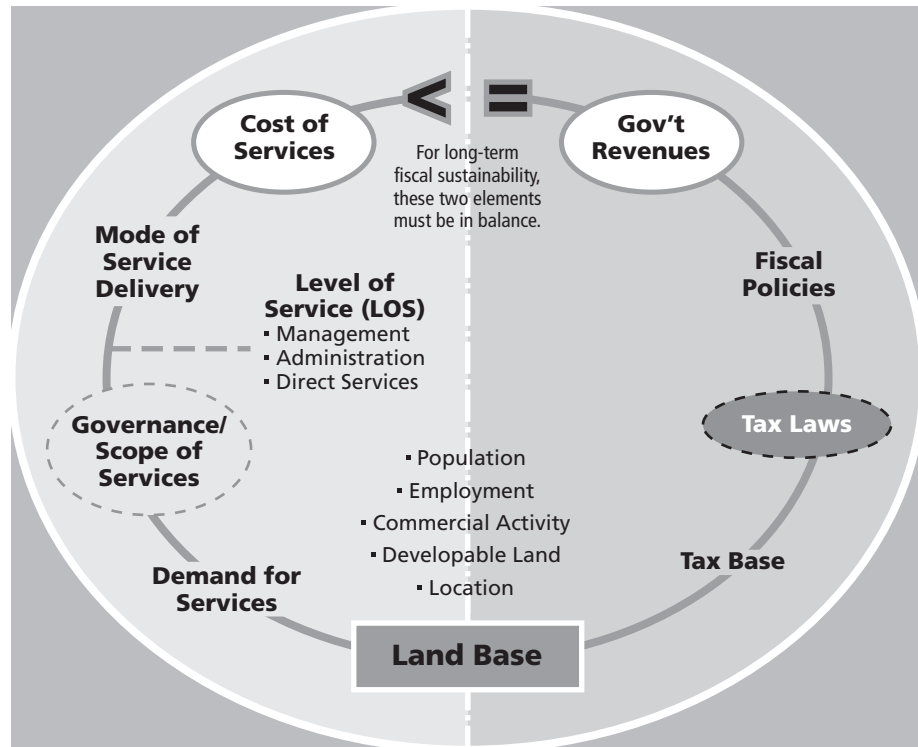 < =
Cost of
Services
Gov’t
Revenues
For long-term
fiscal sustainability,
these two elements
must be in balance.
Mode of
Service
Delivery
Level of
Service (LOS)
▪ Management
▪ Administration
▪ Direct Services
Fiscal
Policies
Governance/
Scope of
Services
Tax Laws
▪ Population
▪ Employment
▪ Commercial Activity
▪ Developable Land
▪ Location
Demand for
Services
Tax Base
Land Base